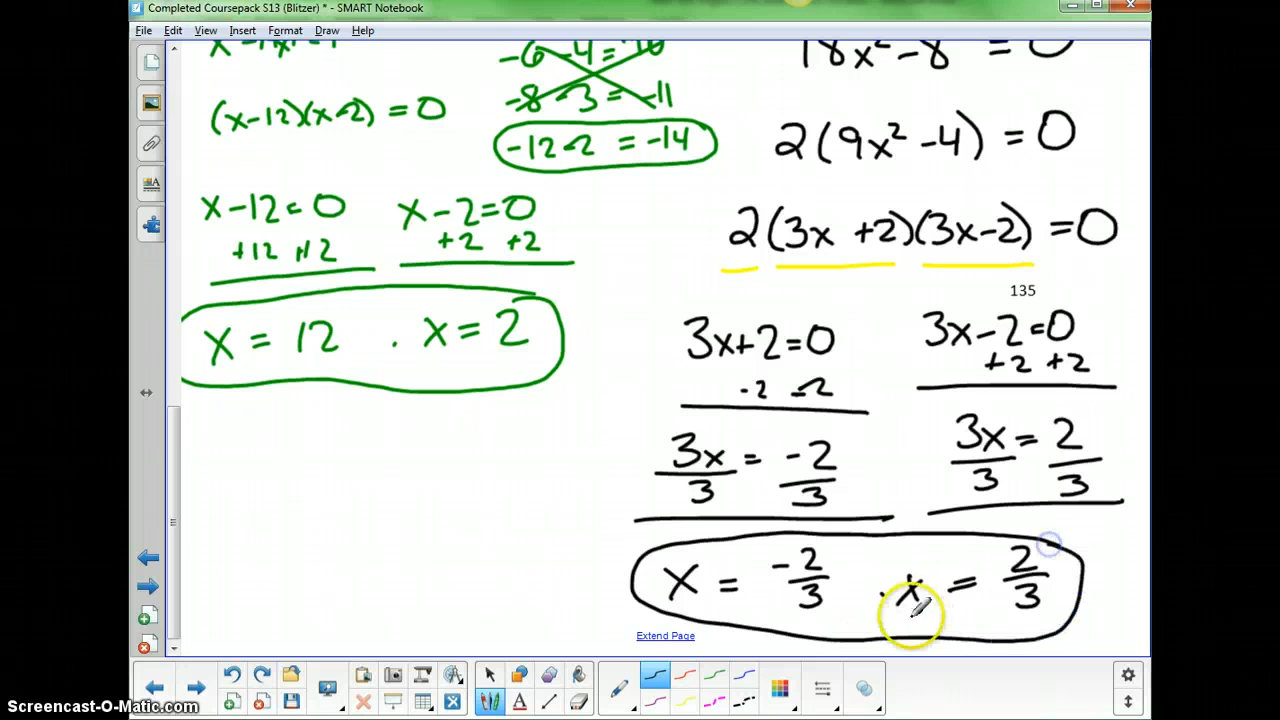 Completed Coursepack S13 (Blitzer) * - SMART Notebook
File Edit View Insert Format Draw Help
-6 -4 = -10
-8 -3 = -11
-12 -2 = -14
(x-12)(x-2) = 0
x-12=0 x-2=0
+12 +12 +2 +2
x = 12 . x = 2
18x² - 8 = 0
2(9x² -4) = 0
2(3x +2)(3x-2) = 0
135
3x+2=0 3x-2=0
-2 -2 +2 +2
3x = -2 3x = 2
3 3 3 3
x = -2/3 . x = 2/3
Extend Page
Screencast-O-Matic.com